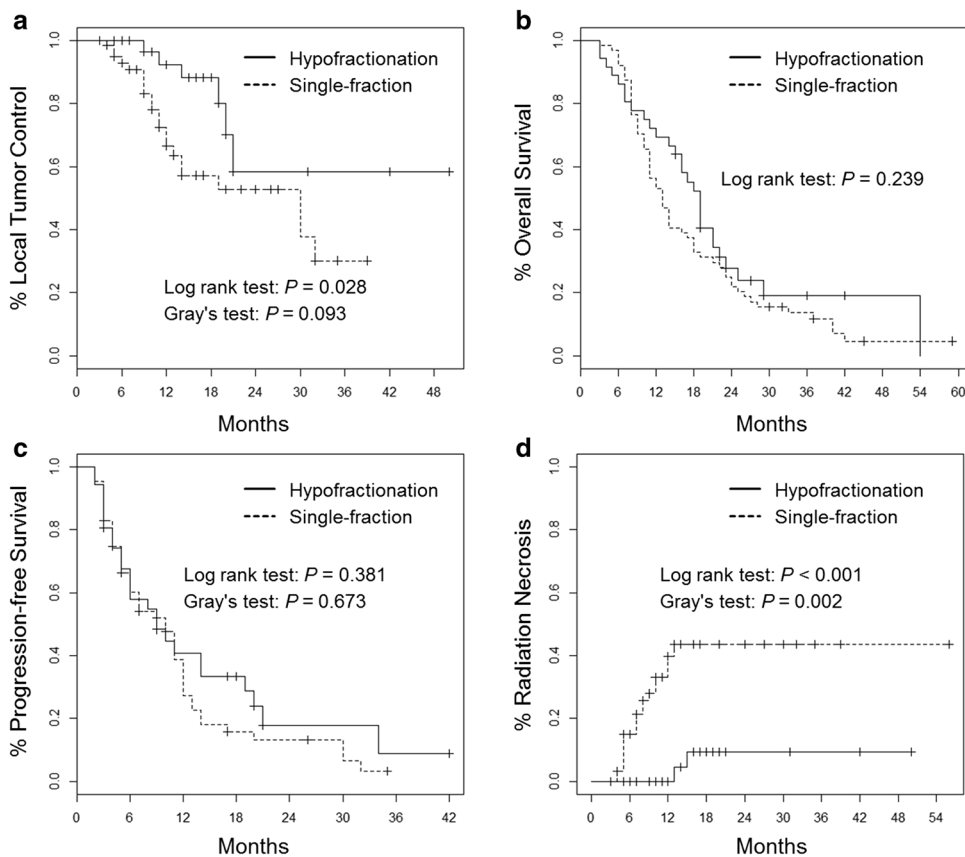 a
% Local Tumor Control
1.0
0.8
0.6
0.4
0.2
0.0
Hypofractionation
Single-fraction
Log rank test: P = 0.028
Gray's test: P = 0.093
0 6 12 18 24 30 36 42 48
Months
b
% Overall Survival
1.0
0.8
0.6
0.4
0.2
0.0
Hypofractionation
Single-fraction
Log rank test: P = 0.239
0 6 12 18 24 30 36 42 48 54 60
Months
c
% Progression-free Survival
1.0
0.8
0.6
0.4
0.2
0.0
Hypofractionation
Single-fraction
Log rank test: P = 0.381
Gray's test: P = 0.673
0 6 12 18 24 30 36 42
Months
d
% Radiation Necrosis
1.0
0.8
0.6
0.4
0.2
0.0
Hypofractionation
Single-fraction
Log rank test: P < 0.001
Gray's test: P = 0.002
0 6 12 18 24 30 36 42 48 56
Months